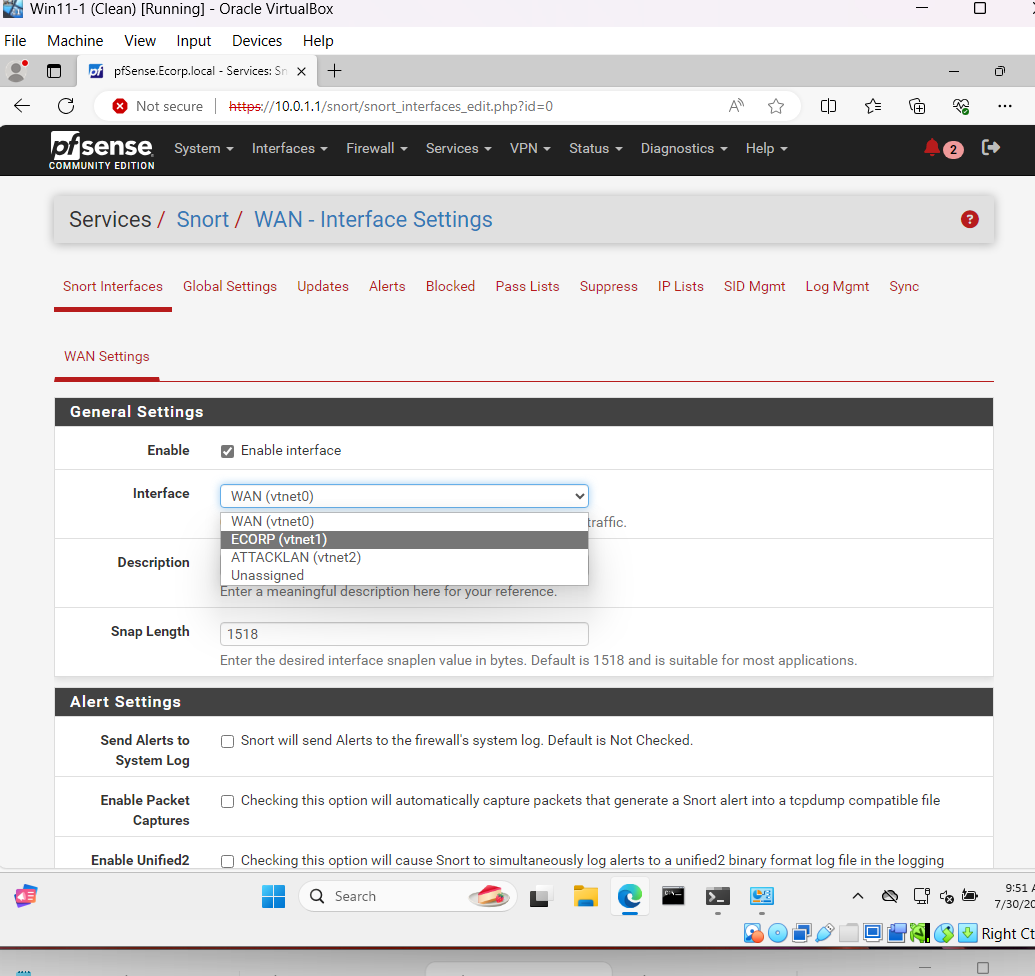 Win11-1 (Clean) [Running] - Oracle VirtualBox
File Machine View Input Devices Help
pfSense.Ecorp.local - Services: Sn
Not secure https://10.0.1.1/snort/snort_interfaces_edit.php?id=0
pfsense
COMMUNITY EDITION
System Interfaces Firewall Services VPN Status Diagnostics Help 2
Services / Snort / WAN - Interface Settings
Snort Interfaces Global Settings Updates Alerts Blocked Pass Lists Suppress IP Lists SID Mgmt Log Mgmt Sync
WAN Settings
General Settings
Enable Enable interface
Interface WAN (vtnet0)
WAN (vtnet0)
traffic.
ECORP (vtnet1)
ATTACKLAN (vtnet2)
Description
Unassigned
Enter a meaningful description here for your reference.
Snap Length 1518
Enter the desired interface snaplen value in bytes. Default is 1518 and is suitable for most applications.
Alert Settings
Send Alerts to System Log Snort will send Alerts to the firewall's system log. Default is Not Checked.
Enable Packet Captures Checking this option will automatically capture packets that generate a Snort alert into a tcpdump compatible file
Enable Unified2 Checking this option will cause Snort to simultaneously log alerts to a unified2 binary format log file in the logging
Search
9:51 A
7/30/20
Right Ct